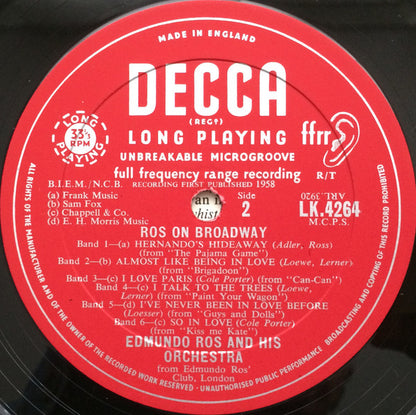 MADE IN ENGLAND
DECCA
(REGᴰ)
LONG PLAYING
33⅓
RPM
LONG PLAYING ffrr
UNBREAKABLE MICROGROOVE
full frequency range recording R/T
B.I.E.M./N.C.B. RECORDING FIRST PUBLISHED 1958
(a) Frank Music
(b) Sam Fox
(c) Chappell & Co.
(d) E. H. Morris Music
Side
2
ARL.3920
LK.4264
M.C.P.S.
ROS ON BROADWAY
Band 1—(a) HERNANDO'S HIDEAWAY (Adler, Ross)
(from "The Pajama Game")
Band 2—(b) ALMOST LIKE BEING IN LOVE (Loewe, Lerner)
(from "Brigadoon")
Band 3—(c) I LOVE PARIS (Cole Porter) (from "Can-Can")
Band 4—(c) I TALK TO THE TREES (Loewe,
Lerner) (from "Paint Your Wagon")
Band 5—(d) I'VE NEVER BEEN IN LOVE BEFORE
(Loesser) (from "Guys and Dolls")
Band 6—(c) SO IN LOVE (Cole Porter)
(from "Kiss me Kate")
EDMUNDO ROS AND HIS
ORCHESTRA
(from Edmundo Ros'
Club, London)
ALL RIGHTS OF THE MANUFACTURER AND OF THE OWNER OF THE RECORDED WORK RESERVED · UNAUTHORISED PUBLIC PERFORMANCE BROADCASTING AND COPYING OF THIS RECORD PROHIBITED